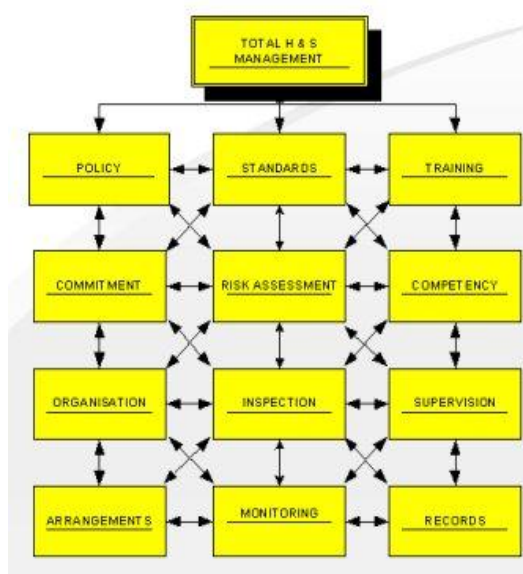 TOTAL H & S
MANAGEMENT
POLICY
STANDARDS
TRAINING
COMMITMENT
RISK ASSESSMENT
COMPETENCY
ORGANISATION
INSPECTION
SUPERVISION
ARRANGEMENTS
MONITORING
RECORDS